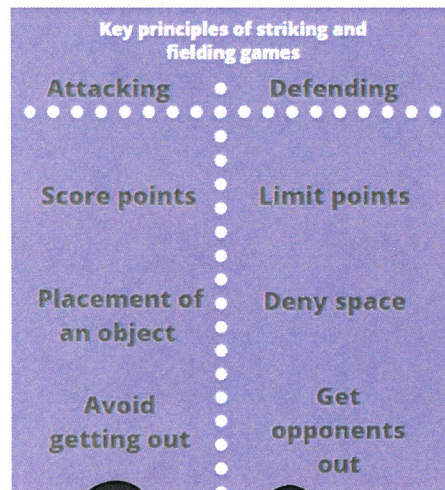 Key principles of striking and
fielding games
Attacking
Defending
Score points
Limit points
Placement of
an object
Deny space
Avoid
getting out
Get
opponents
out